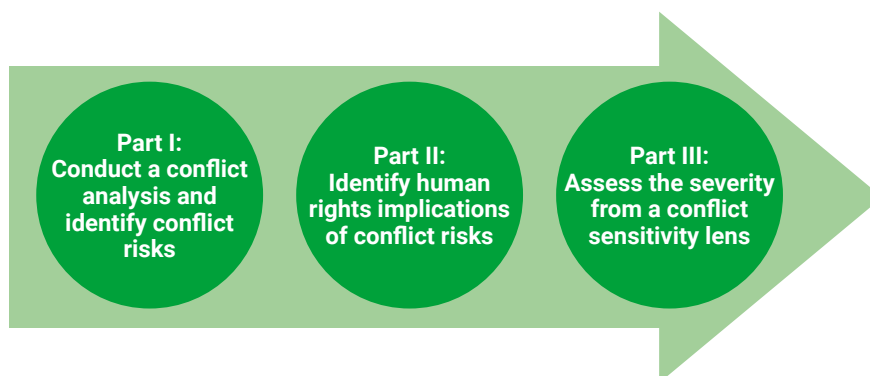 Part I:
Conduct a conflict
analysis and
identify conflict
risks
Part II:
Identify human
rights implications
of conflict risks
Part III:
Assess the severity
from a conflict
sensitivity lens